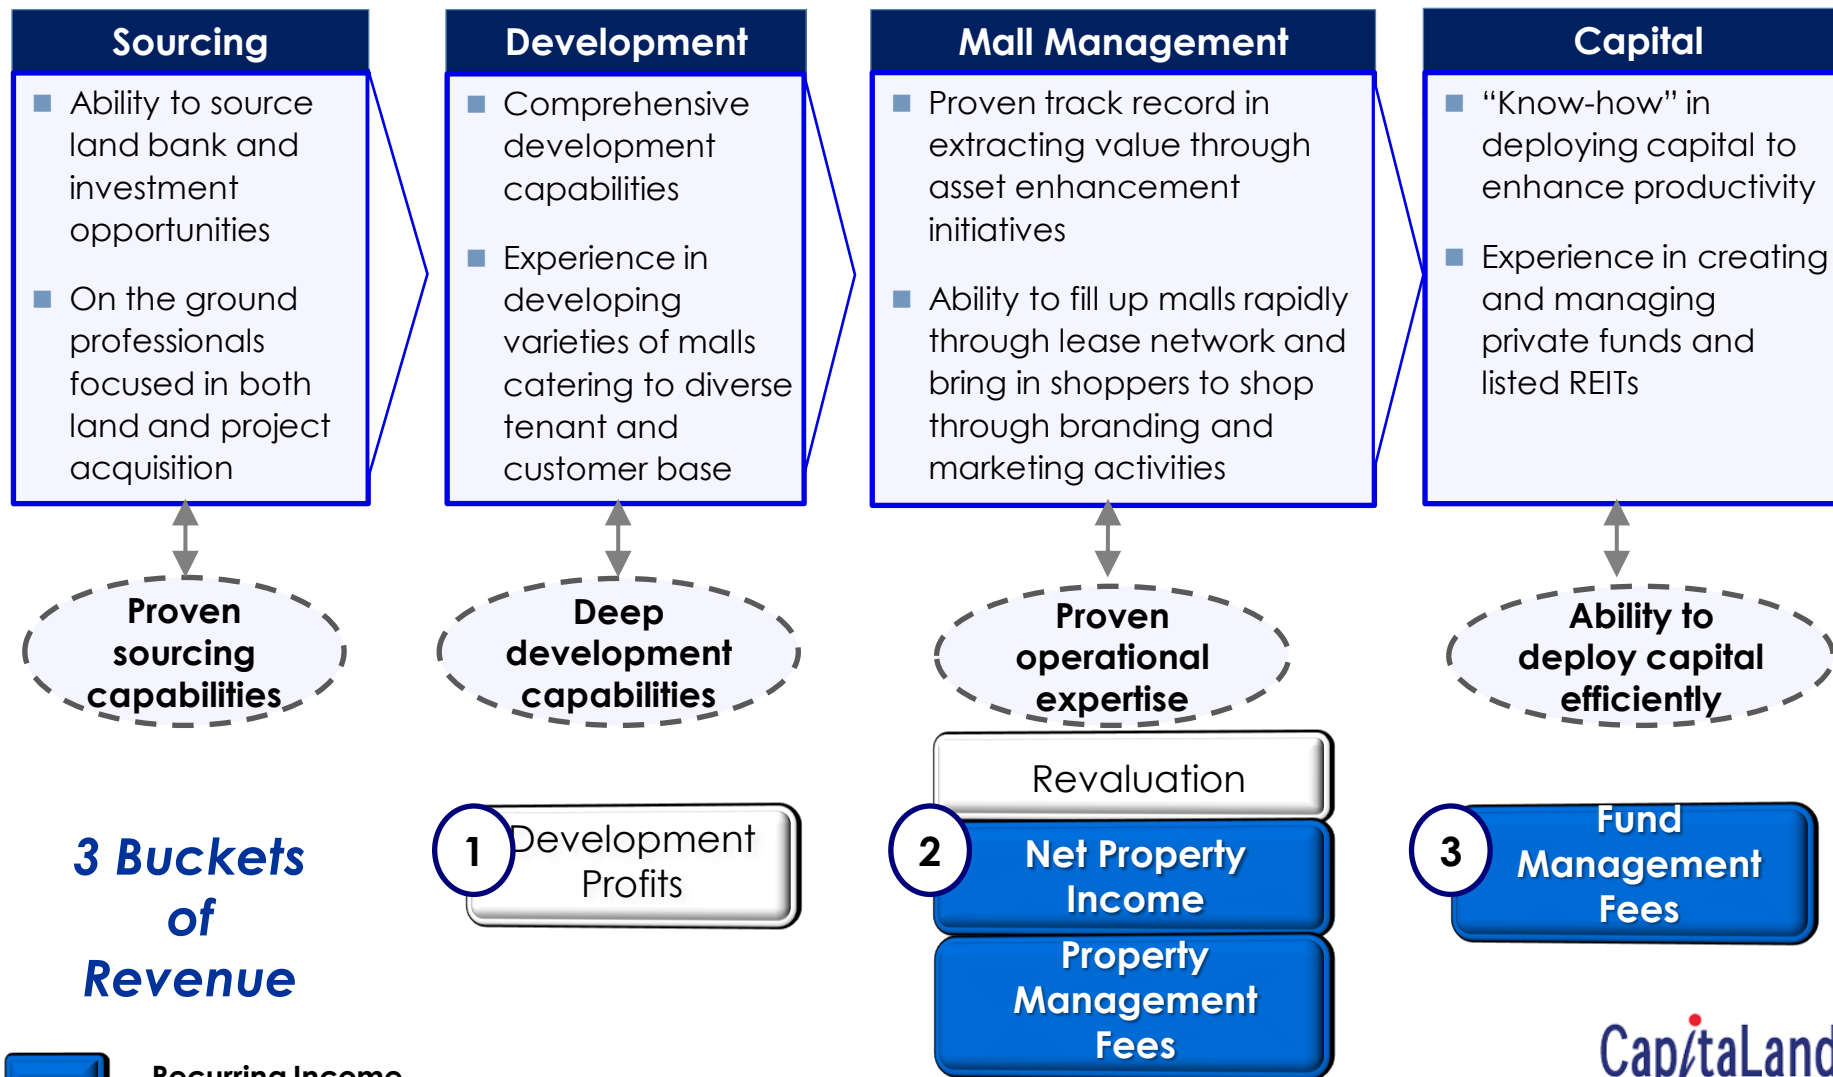 Sourcing
Ability to source
land bank and
investment
opportunities
On the ground
professionals
focused in both
land and project
acquisition
Proven
sourcing
capabilities
Development
Comprehensive
development
capabilities
Experience in
developing
varieties of malls
catering to diverse
tenant and
customer base
Deep
development
capabilities
Mall Management
Proven track record in
extracting value through
asset enhancement
initiatives
Ability to fill up malls rapidly
through lease network and
bring in shoppers to shop
through branding and
marketing activities
Proven
operational
expertise
Capital
“Know-how” in
deploying capital to
enhance productivity
Experience in creating
and managing
private funds and
listed REITs
Ability to
deploy capital
efficiently
3 Buckets
of
Revenue
1
Development
Profits
Revaluation
2
Net Property
Income
Property
Management
Fees
3
Fund
Management
Fees
Recurring Income
CapitaLand